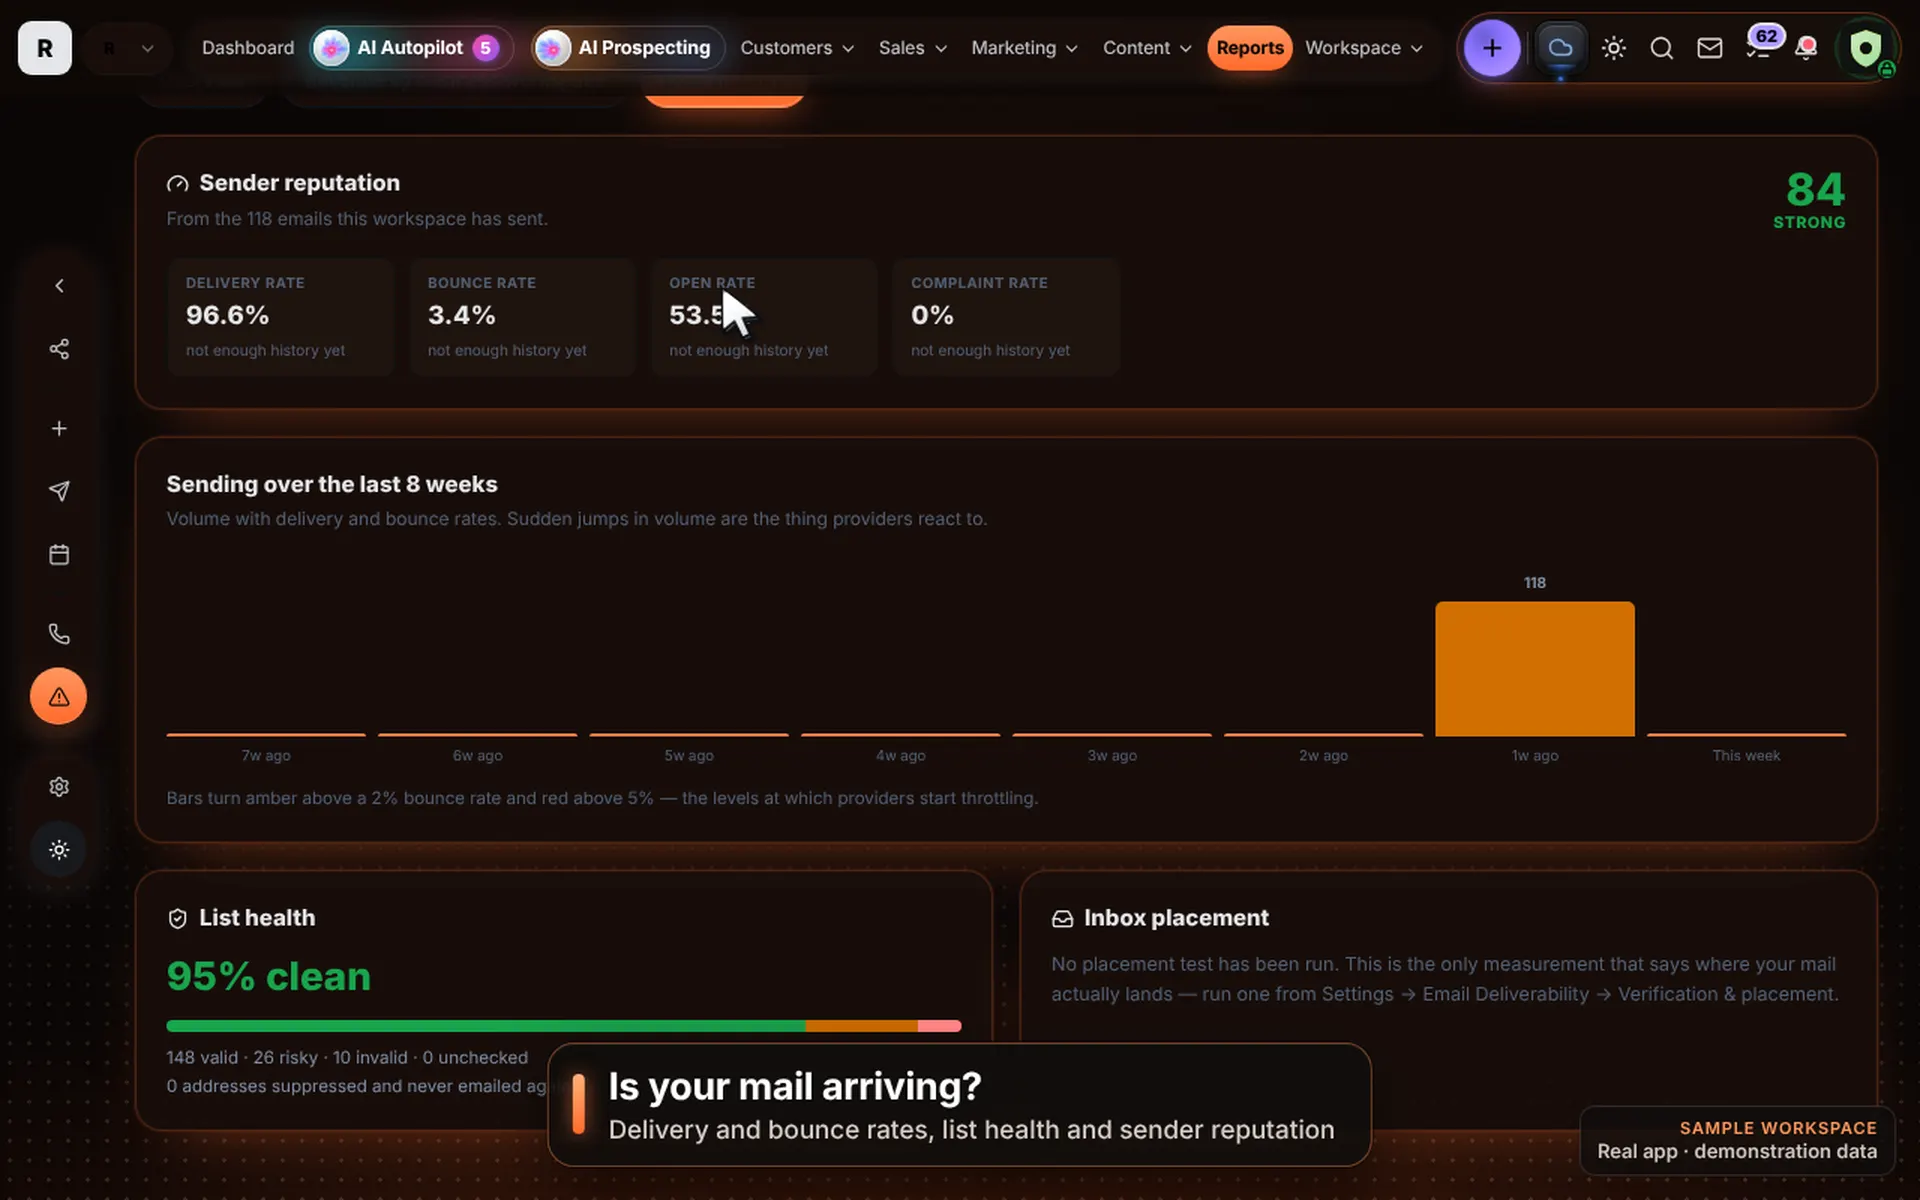 R
R
Dashboard
AI Autopilot 5
AI Prospecting
Customers
Sales
Marketing
Content
Reports
Workspace
62
Sender reputation
From the 118 emails this workspace has sent.
84
STRONG
DELIVERY RATE
96.6%
not enough history yet
BOUNCE RATE
3.4%
not enough history yet
OPEN RATE
53.5
not enough history yet
COMPLAINT RATE
0%
not enough history yet
Sending over the last 8 weeks
Volume with delivery and bounce rates. Sudden jumps in volume are the thing providers react to.
118
7w ago
6w ago
5w ago
4w ago
3w ago
2w ago
1w ago
This week
Bars turn amber above a 2% bounce rate and red above 5% — the levels at which providers start throttling.
List health
95% clean
148 valid · 26 risky · 10 invalid · 0 unchecked
0 addresses suppressed and never emailed
Inbox placement
No placement test has been run. This is the only measurement that says where your mail
actually lands — run one from Settings → Email Deliverability → Verification & placement.
Is your mail arriving?
Delivery and bounce rates, list health and sender reputation
SAMPLE WORKSPACE
Real app · demonstration data